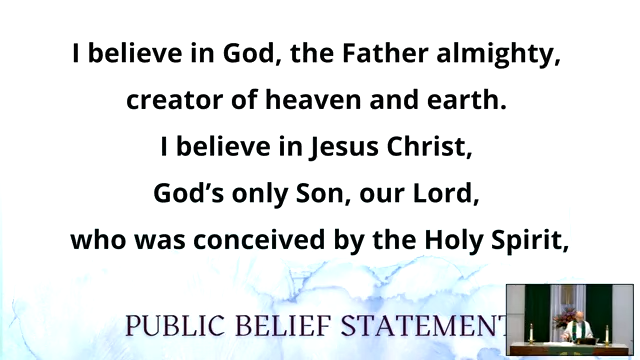 I believe in God, the Father almighty,
creator of heaven and earth.
I believe in Jesus Christ,
God’s only Son, our Lord,
who was conceived by the Holy Spirit,
PUBLIC BELIEF STATEMENT